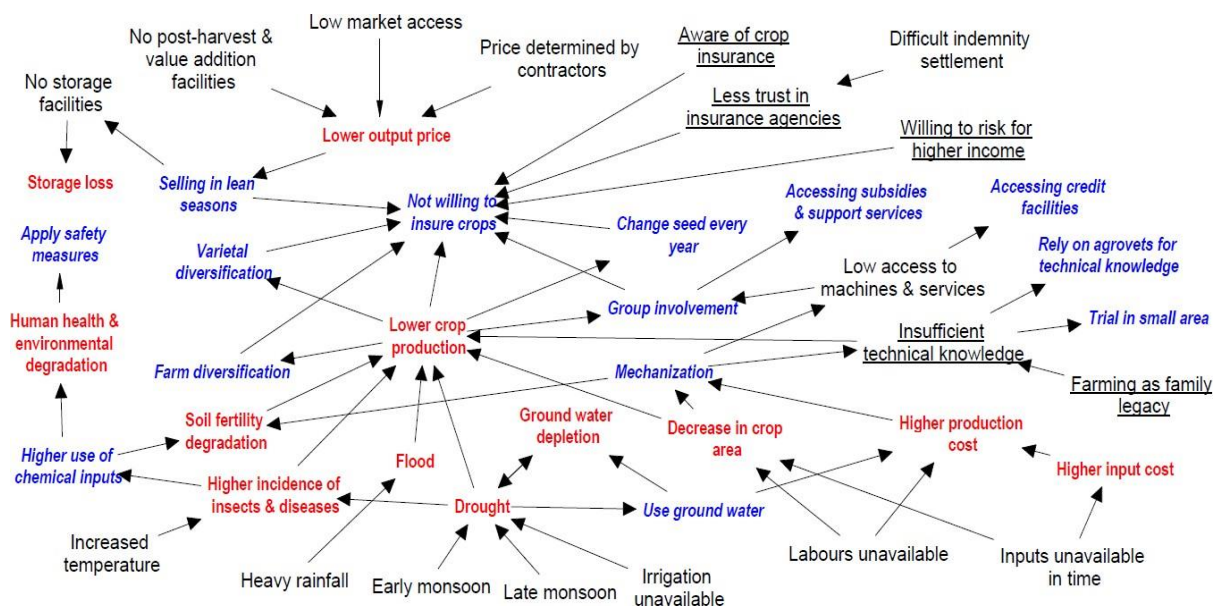 Low market access
No post-harvest &
value addition
facilities
Price determined by
contractors
Aware of crop
insurance
Difficult indemnity
settlement
No storage
facilities
Less trust in
insurance agencies
Lower output price
Willing to risk for
higher income
Storage loss
Selling in lean
seasons
Not willing to
insure crops
Accessing subsidies
& support services
Accessing credit
facilities
Apply safety
measures
Varietal
diversification
Change seed every
year
Rely on agrovets for
technical knowledge
Low access to
machines & services
Human health &
environmental
degradation
Lower crop
production
Group involvement
Trial in small area
Insufficient
technical knowledge
Farm diversification
Mechanization
Farming as family
legacy
Soil fertility
degradation
Ground water
depletion
Decrease in crop
area
Higher production
cost
Higher use of
chemical inputs
Flood
Higher input cost
Higher incidence of
insects & diseases
Drought
Use ground water
Increased
temperature
Labours unavailable
Inputs unavailable
in time
Heavy rainfall
Early monsoon
Late monsoon
Irrigation
unavailable